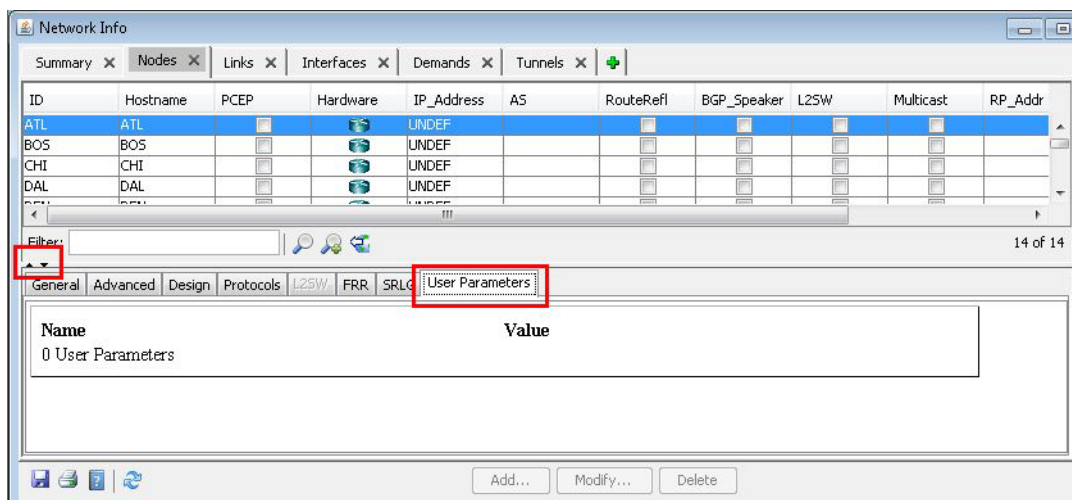 Network Info
Summary Nodes Links Interfaces Demands Tunnels
ID Hostname PCEP Hardware IP_Address AS RouteRefl BGP_Speaker L2SW Multicast RP_Addr
ATL ATL UNDEF
BOS BOS UNDEF
CHI CHI UNDEF
DAL DAL UNDEF
Filter: 14 of 14
General Advanced Design Protocols L2SW FRR SRLG User Parameters
Name Value
0 User Parameters
Add... Modify... Delete